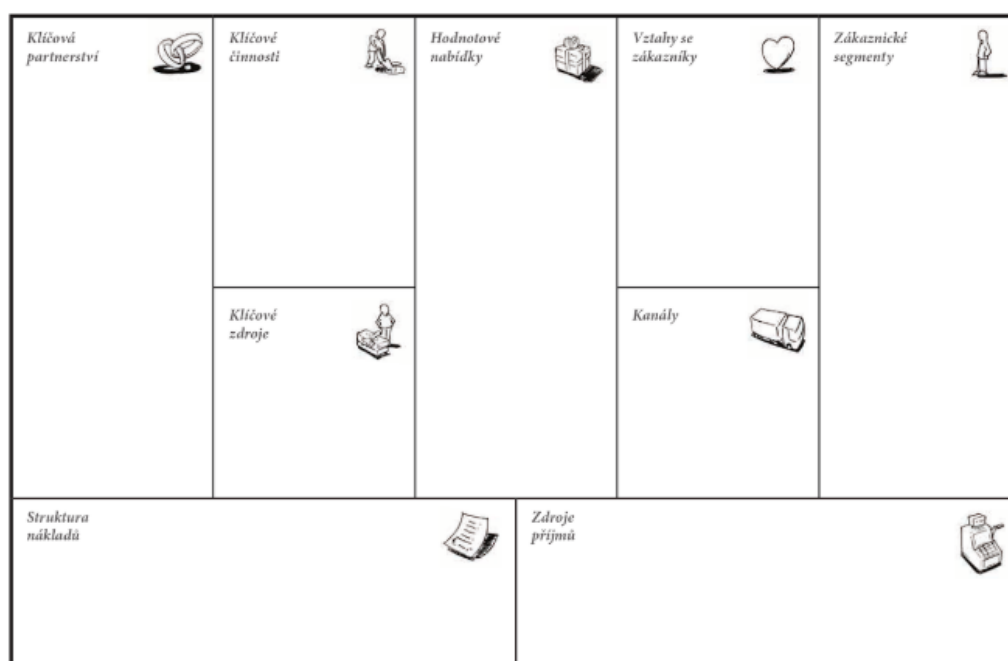 Klíčová
partnerství
Klíčové
činnosti
Hodnotové
nabídky
Vztahy se
zákazníky
Zákaznické
segmenty
Klíčové
zdroje
Kanály
Struktura
nákladů
Zdroje
příjmů